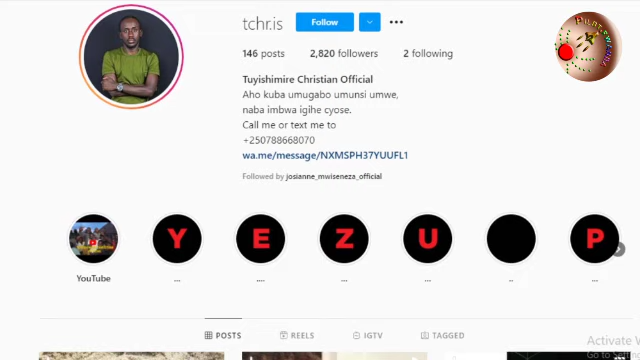 tchr.is Follow
146 posts 2,820 followers 2 following
Tuyishimire Christian Official
Aho kuba umugabo umunsi umwe,
naba imbwa igihe cyose.
Call me or text me to
+250788668070
wa.me/message/NXMSPH37YUUFL1
Followed by josianne_mwiseneza_official
Y E Z U P
YouTube ... .... ... ... .. ...
POSTS REELS IGTV TAGGED
Activate W
Go to Setti